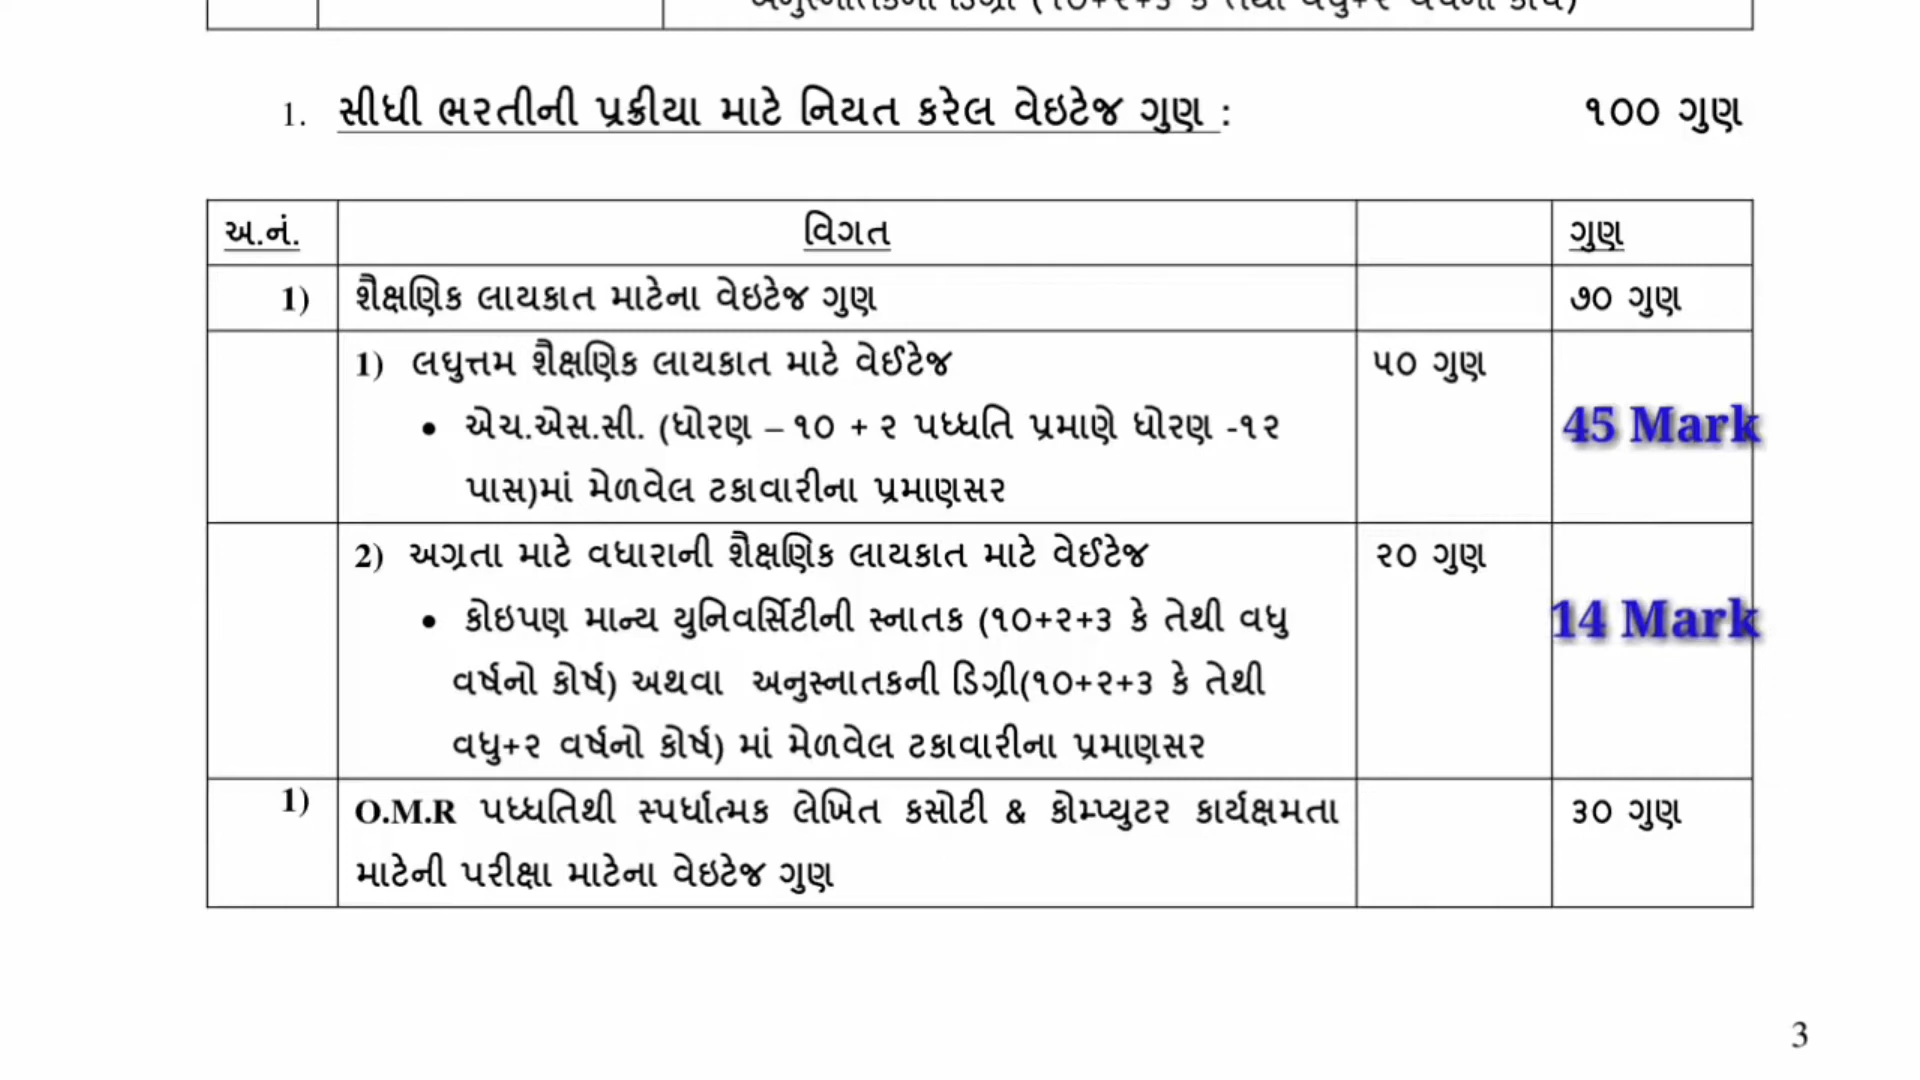 1. સીધી ભરતીની પ્રક્રીયા માટે નિયત કરેલ વેઇટેજ ગુણ : ૧૦૦ ગુણ
અ.નં. વિગત ગુણ
1) શૈક્ષણિક લાયકાત માટેના વેઇટેજ ગુણ ૭૦ ગુણ
1) લઘુત્તમ શૈક્ષણિક લાયકાત માટે વેઈટેજ ૫૦ ગુણ
• એચ.એસ.સી. (ધોરણ – ૧૦ + ૨ પધ્ધતિ પ્રમાણે ધોરણ -૧૨ 45 Mark
પાસ)માં મેળવેલ ટકાવારીના પ્રમાણસર
2) અગ્રતા માટે વધારાની શૈક્ષણિક લાયકાત માટે વેઈટેજ ૨૦ ગુણ
• કોઇપણ માન્ય યુનિવર્સિટીની સ્નાતક (૧૦+૨+૩ કે તેથી વધુ 14 Mark
વર્ષનો કોર્ષ) અથવા અનુસ્નાતકની ડિગ્રી(૧૦+૨+૩ કે તેથી
વધુ+૨ વર્ષનો કોર્ષ) માં મેળવેલ ટકાવારીના પ્રમાણસર
1) O.M.R પધ્ધતિથી સ્પર્ધાત્મક લેખિત કસોટી & કોમ્પ્યુટર કાર્યક્ષમતા ૩૦ ગુણ
માટેની પરીક્ષા માટેના વેઇટેજ ગુણ
3